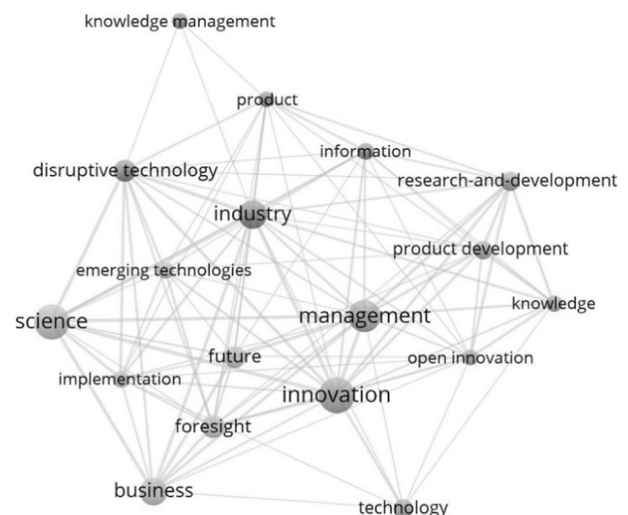 knowledge management
product
information
disruptive technology
research-and-development
industry
product development
emerging technologies
knowledge
science
management
future
open innovation
implementation
innovation
foresight
business
technology